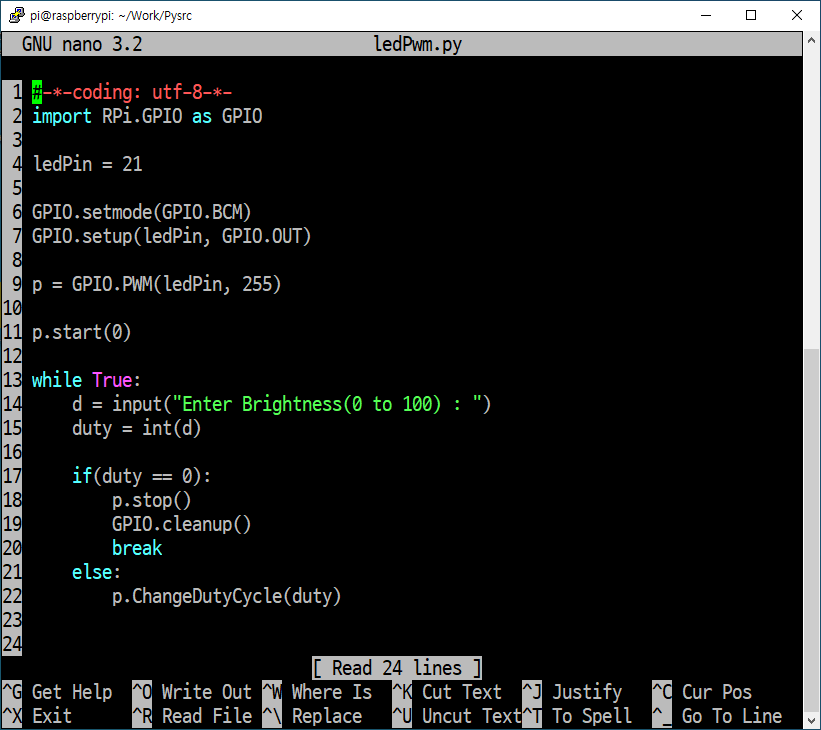 pi@raspberrypi: ~/Work/Pysrc
GNU nano 3.2 ledPwm.py
1 #-*-coding: utf-8-*-
2 import RPi.GPIO as GPIO
3
4 ledPin = 21
5
6 GPIO.setmode(GPIO.BCM)
7 GPIO.setup(ledPin, GPIO.OUT)
8
9 p = GPIO.PWM(ledPin, 255)
10
11 p.start(0)
12
13 while True:
14     d = input("Enter Brightness(0 to 100) : ")
15     duty = int(d)
16
17     if(duty == 0):
18         p.stop()
19         GPIO.cleanup()
20         break
21     else:
22         p.ChangeDutyCycle(duty)
23
24
[ Read 24 lines ]
^G Get Help ^O Write Out ^W Where Is ^K Cut Text ^J Justify ^C Cur Pos
^X Exit ^R Read File ^\ Replace ^U Uncut Text ^T To Spell ^_ Go To Line